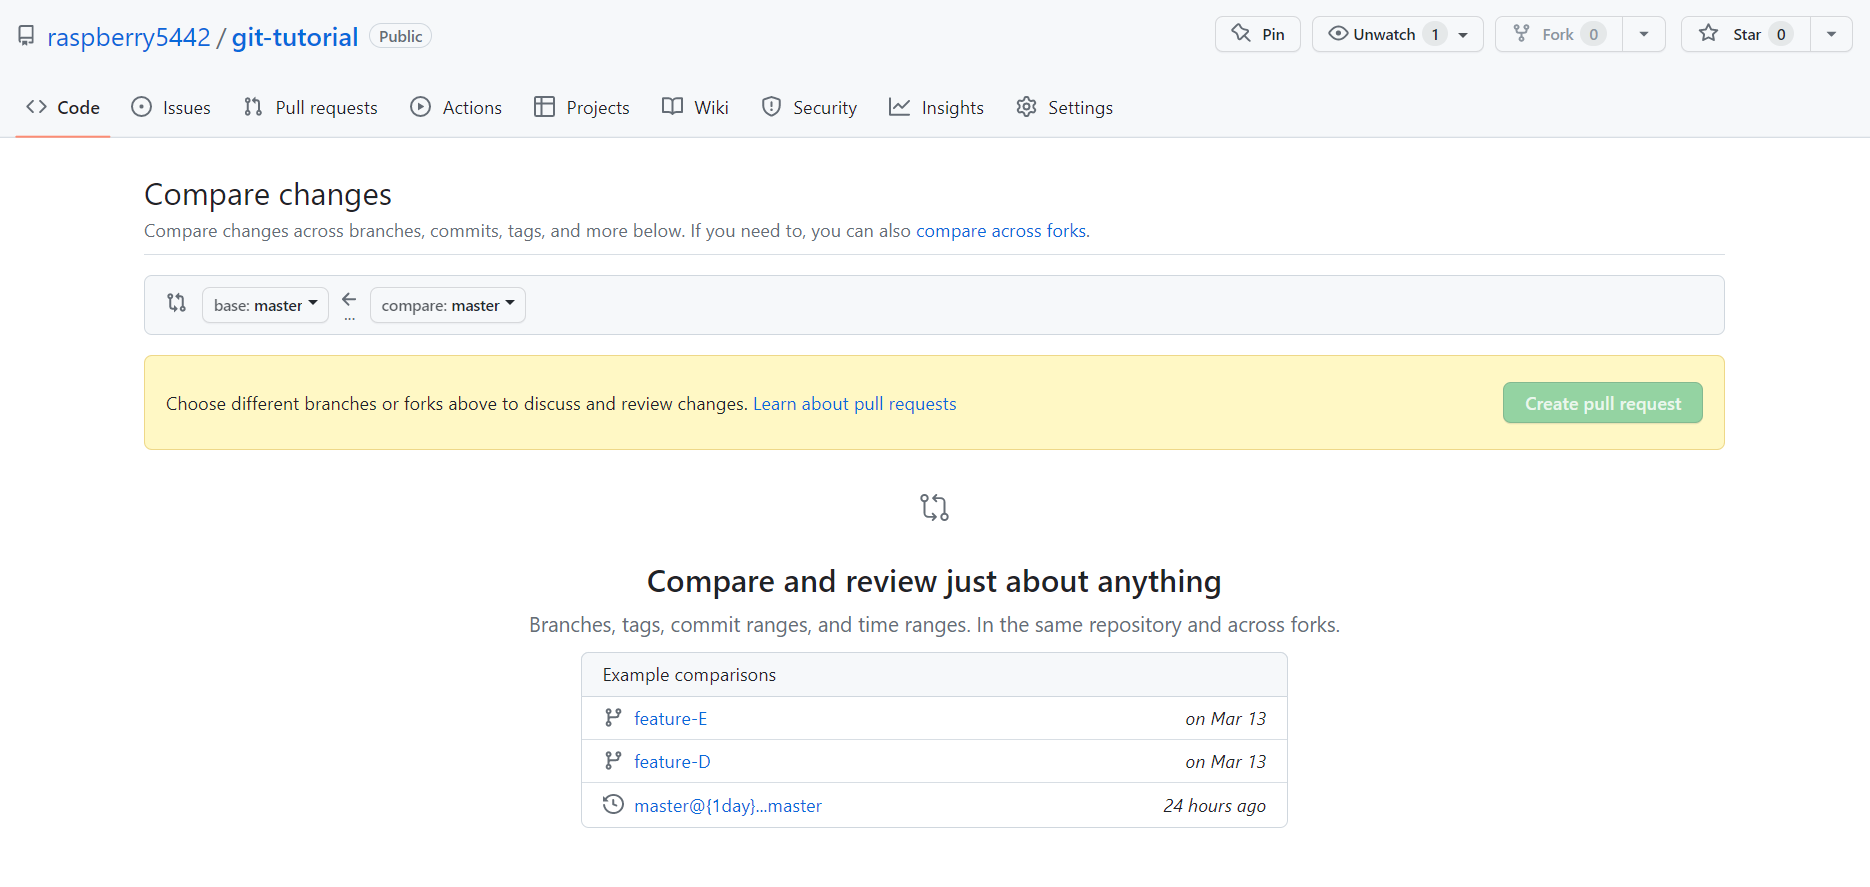 raspberry5442 / git-tutorial Public
Pin
Unwatch 1
Fork 0
Star 0
Code Issues Pull requests Actions Projects Wiki Security Insights Settings
Compare changes
Compare changes across branches, commits, tags, and more below. If you need to, you can also compare across forks.
base: master
...
compare: master
Choose different branches or forks above to discuss and review changes. Learn about pull requests
Create pull request
Compare and review just about anything
Branches, tags, commit ranges, and time ranges. In the same repository and across forks.
Example comparisons
feature-E on Mar 13
feature-D on Mar 13
master@{1day}...master 24 hours ago